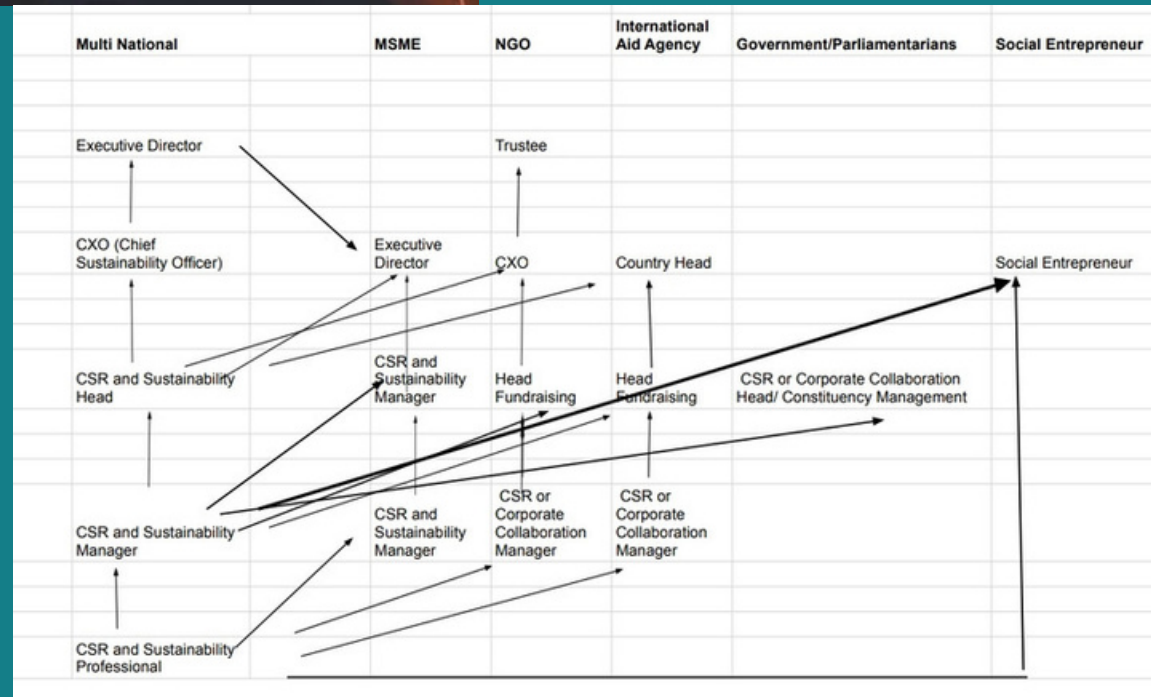 Multi National
MSME
NGO
International
Aid Agency
Government/Parliamentarians
Social Entrepreneur
Executive Director
Trustee
CXO (Chief
Sustainability Officer)
Executive
Director
CXO
Country Head
Social Entrepreneur
CSR and Sustainability
Head
CSR and
Sustainability
Manager
Head
Fundraising
Head
Fundraising
CSR or Corporate Collaboration
Head/ Constituency Management
CSR and Sustainability
Manager
CSR and
Sustainability
Manager
CSR or
Corporate
Collaboration
Manager
CSR or
Corporate
Collaboration
Manager
CSR and Sustainability
Professional